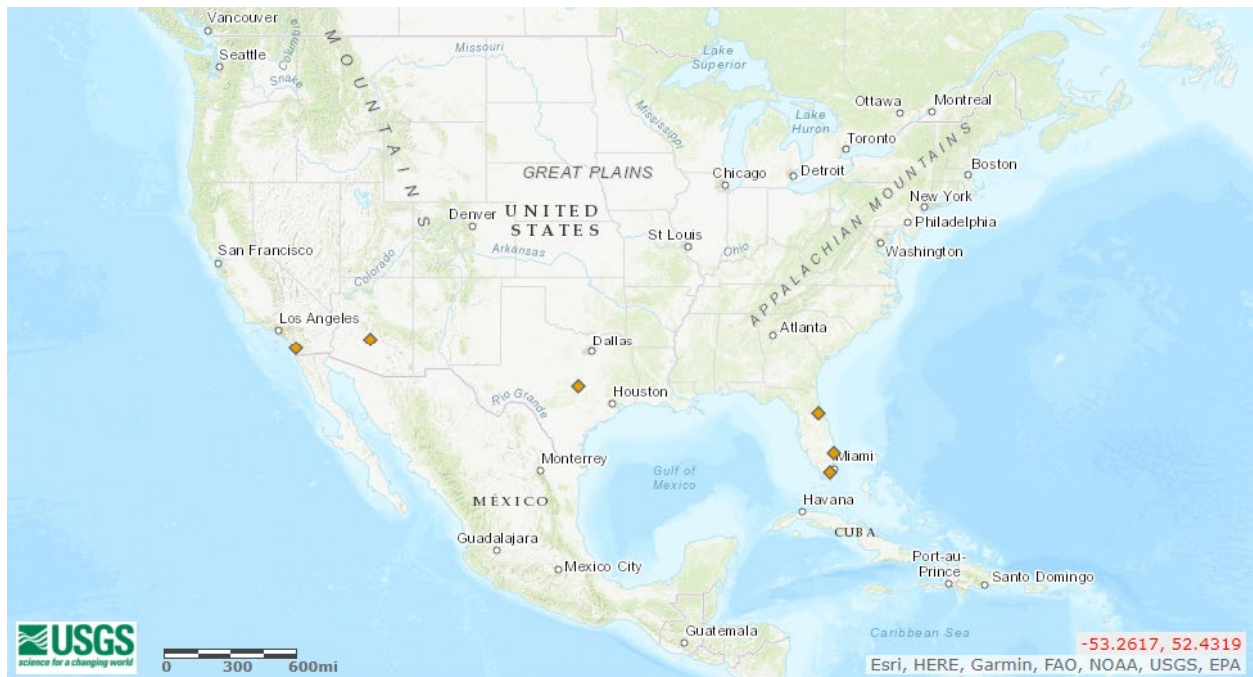 Vancouver
Seattle
Columbia
Snake
MOUNTAINS
Missouri
Lake
Superior
Mississippi
Ottawa
Montreal
Lake
Huron
Toronto
Boston
GREAT PLAINS
Chicago
Detroit
New York
Denver
UNITED
STATES
Philadelphia
St Louis
Ohio
APPALACHIAN MOUNTAINS
Washington
San Francisco
Colorado
Arkansas
Los Angeles
Atlanta
Dallas
Rio Grande
Houston
Monterrey
Gulf of
Mexico
Miami
MÉXICO
Havana
CUBA
Guadalajara
Mexico City
Port-au-
Prince
Santo Domingo
Guatemala
Caribbean Sea
USGS
science for a changing world
0 300 600mi
-53.2617, 52.4319
Esri, HERE, Garmin, FAO, NOAA, USGS, EPA